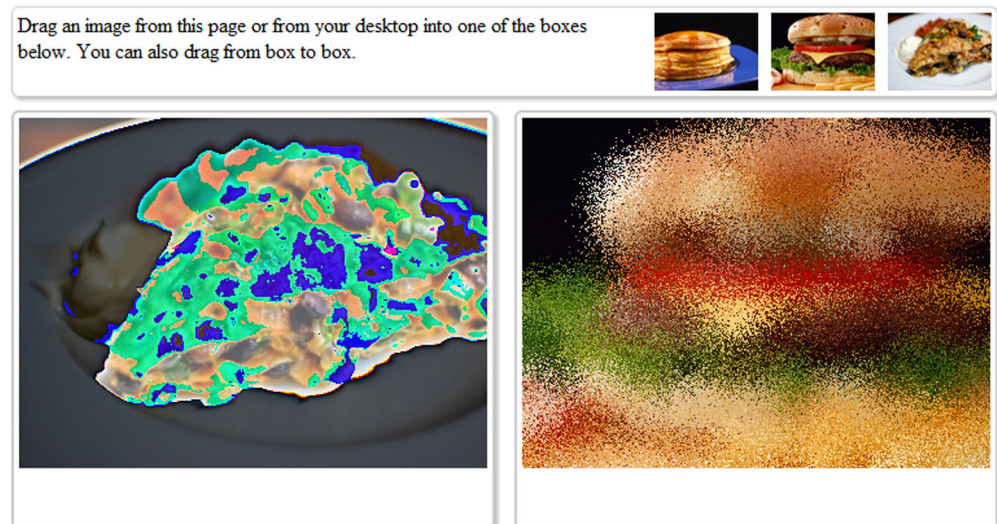 Drag an image from this page or from your desktop into one of the boxes
below. You can also drag from box to box.